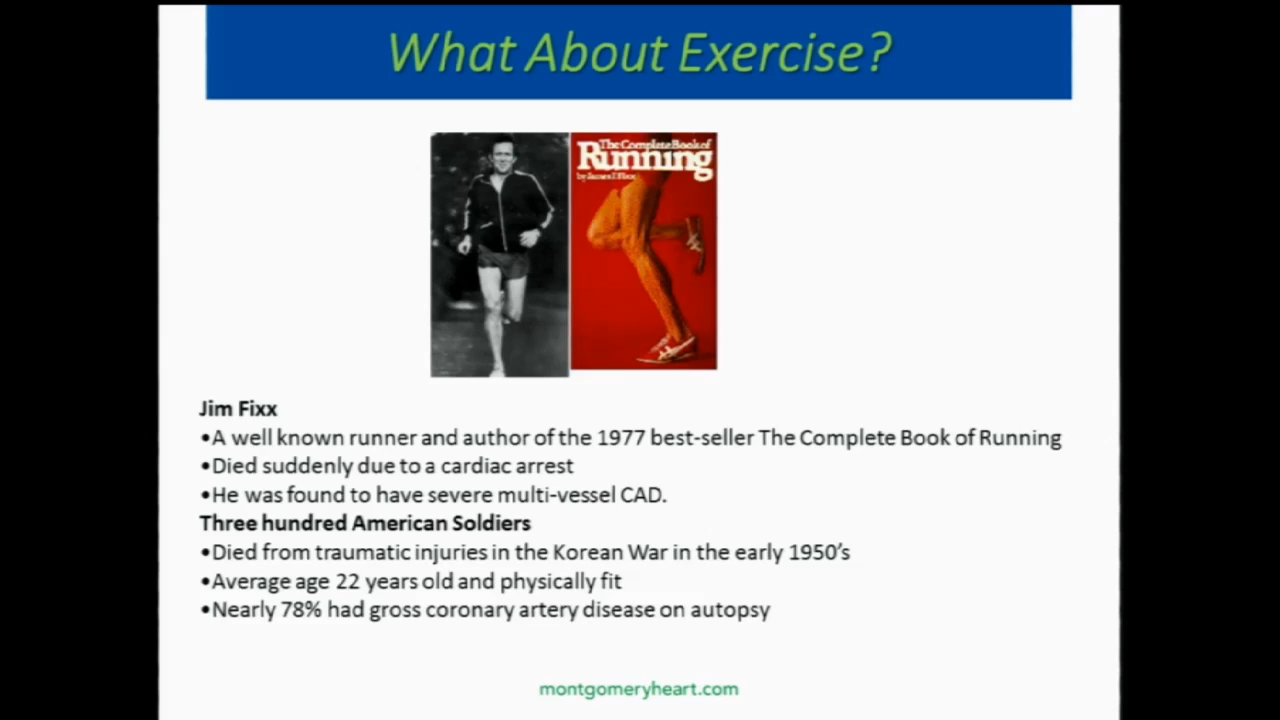 What About Exercise?
The Complete Book of
Running
by James F. Fixx
Jim Fixx
•A well known runner and author of the 1977 best-seller The Complete Book of Running
•Died suddenly due to a cardiac arrest
•He was found to have severe multi-vessel CAD.
Three hundred American Soldiers
•Died from traumatic injuries in the Korean War in the early 1950's
•Average age 22 years old and physically fit
•Nearly 78% had gross coronary artery disease on autopsy
montgomeryheart.com